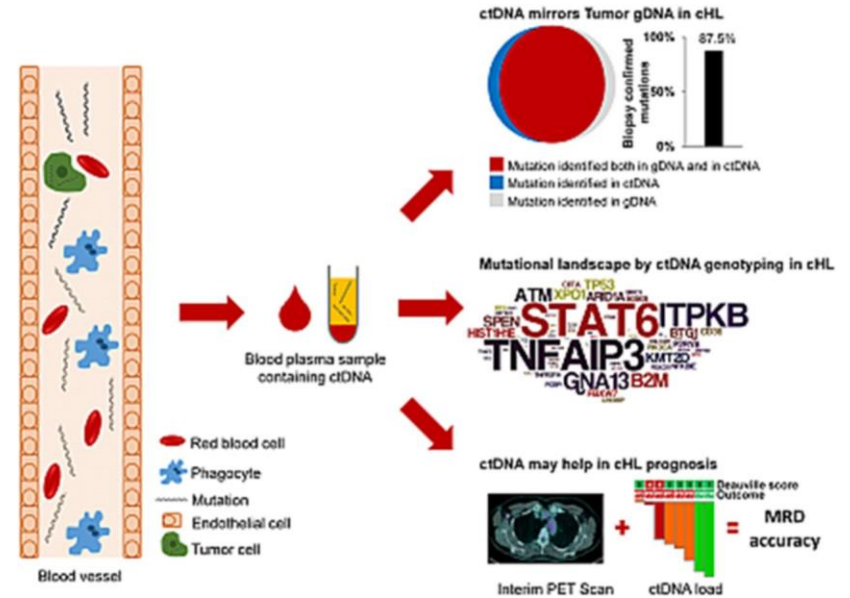 ctDNA mirrors Tumor gDNA in cHL
100%
87.5%
50%
0%
Biopsy confirmed
mutations
Mutation identified both in gDNA and in ctDNA
Mutation identified in ctDNA
Mutation identified in gDNA
Mutational landscape by ctDNA genotyping in cHL
TP53
ATM XPO1 ARID1A
SPEN STAT6 ITPKB
HIST1H1E BTG1 CD36
TNFAIP3 KMT2D
GNA13 B2M
FBXW7
Blood plasma sample
containing ctDNA
Red blood cell
Phagocyte
Mutation
Endothelial cell
Tumor cell
Blood vessel
ctDNA may help in cHL prognosis
Deauville score
Outcome
+ = MRD
accuracy
Interim PET Scan
ctDNA load